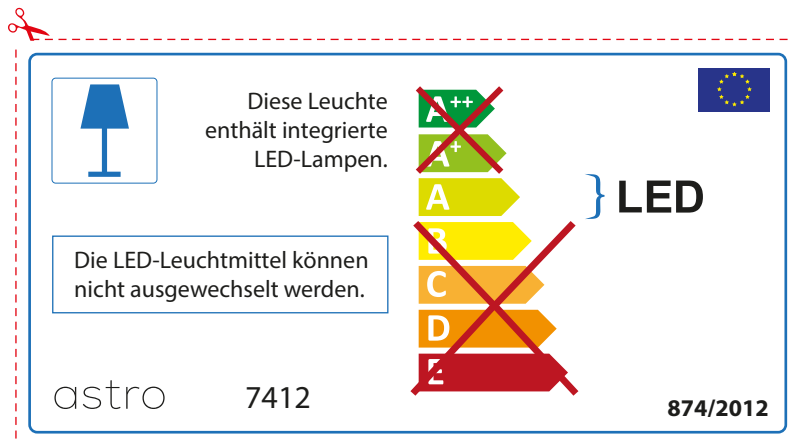 Diese Leuchte
enthält integrierte
LED-Lampen.
A++
A+
A
LED
B
C
D
E
Die LED-Leuchtmittel können
nicht ausgewechselt werden.
astro
7412
874/2012